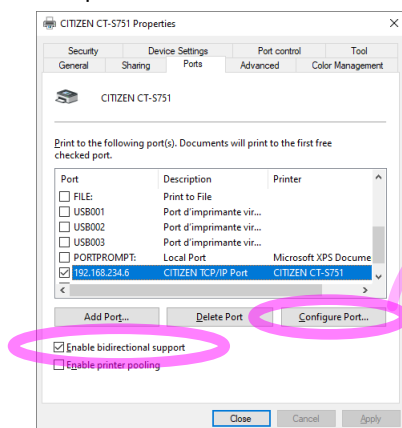 CITIZEN CT-S751 Properties
Security Device Settings Port control Tool
General Sharing Ports Advanced Color Management
CITIZEN CT-S751
Print to the following port(s). Documents will print to the first free
checked port.
Port Description Printer
FILE: Print to File
USB001 Port d'imprimante vir...
USB002 Port d'imprimante vir...
USB003 Port d'imprimante vir...
PORTPROMPT: Local Port Microsoft XPS Docume
192.168.234.6 CITIZEN TCP/IP Port CITIZEN CT-S751
Add Port... Delete Port Configure Port...
Enable bidirectional support
Enable printer pooling
Close Cancel Apply